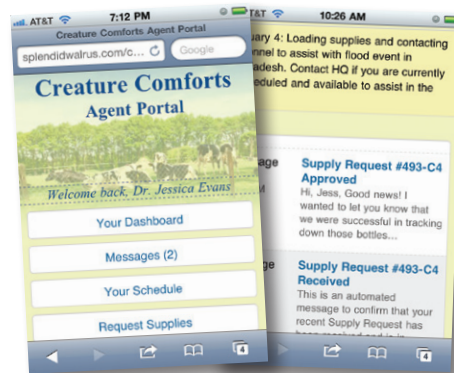 AT&T 7:12 PM
Creature Comforts Agent Portal
splendidwalrus.com/c...
Google
Creature Comforts
Agent Portal
Welcome back, Dr. Jessica Evans
Your Dashboard
Messages (2)
Your Schedule
Request Supplies
4
AT&T 10:26 AM
uary 4: Loading supplies and contacting
nnel to assist with flood event in
adesh. Contact HQ if you are currently
eduled and available to assist in the
age
Supply Request #493-C4
Approved
Hi, Jess, Good news! I
wanted to let you know that
we were successful in tracking
down those bottles...
ge
Supply Request #493-C4
Received
This is an automated
message to confirm that your
recent Supply Request has
4